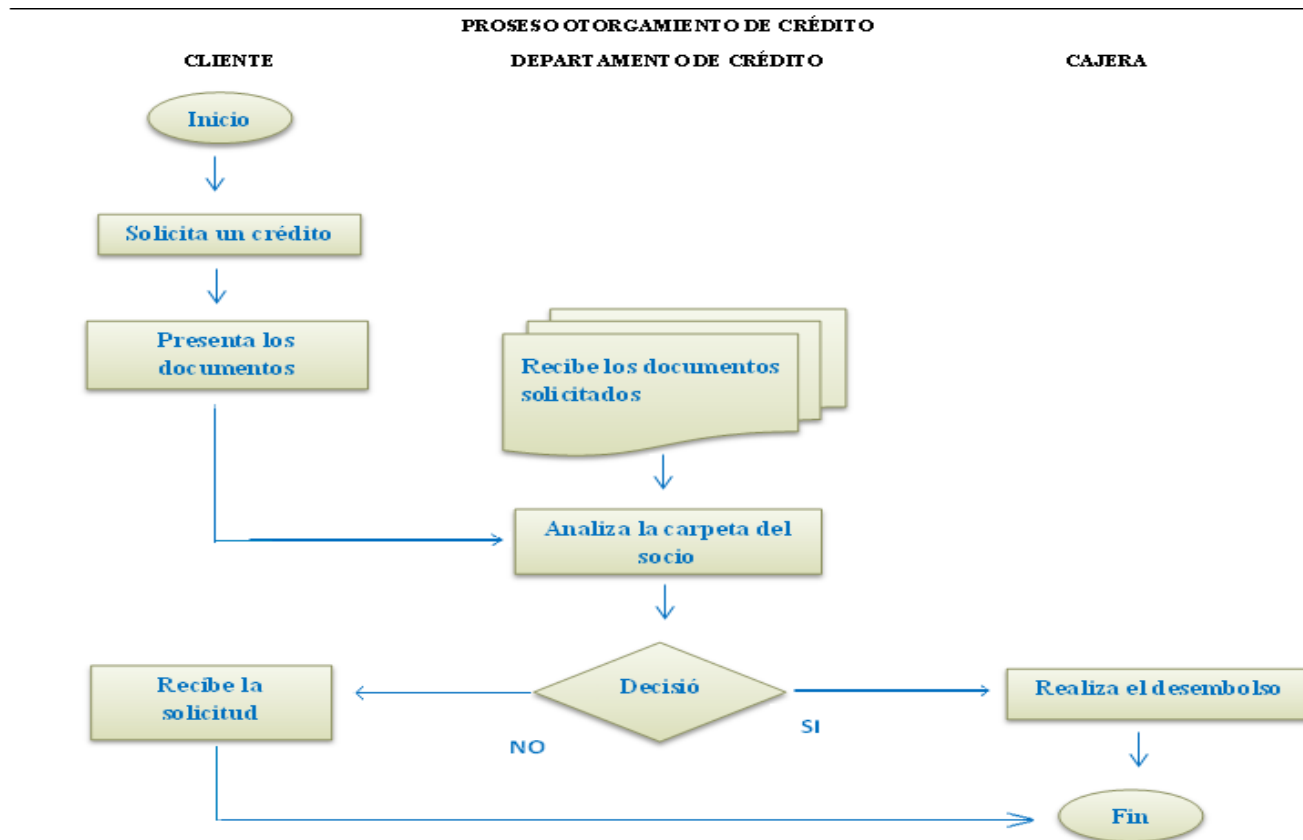 PROSESO OTORGAMIENTO DE CRÉDITO
CLIENTE
DEPARTAMENTO DE CRÉDITO
CAJERA
Inicio
Solicita un crédito
Presenta los
documentos
Recibe los documentos
solicitados
Analiza la carpeta del
socio
Recibe la
solicitud
Decisió
Realiza el desembolso
NO
SI
Fin